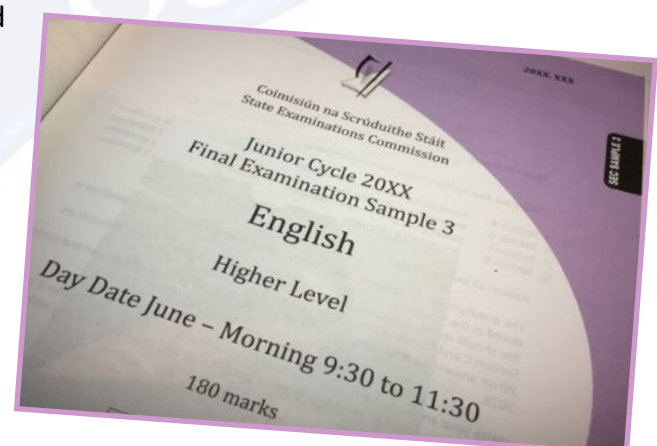 20XX. XXX
Coimisiún na Scrúduithe Stáit
State Examinations Commission
SEC SAMPLE 3
Junior Cycle 20XX
Final Examination Sample 3
English
Higher Level
Day Date June – Morning 9:30 to 11:30
180 marks